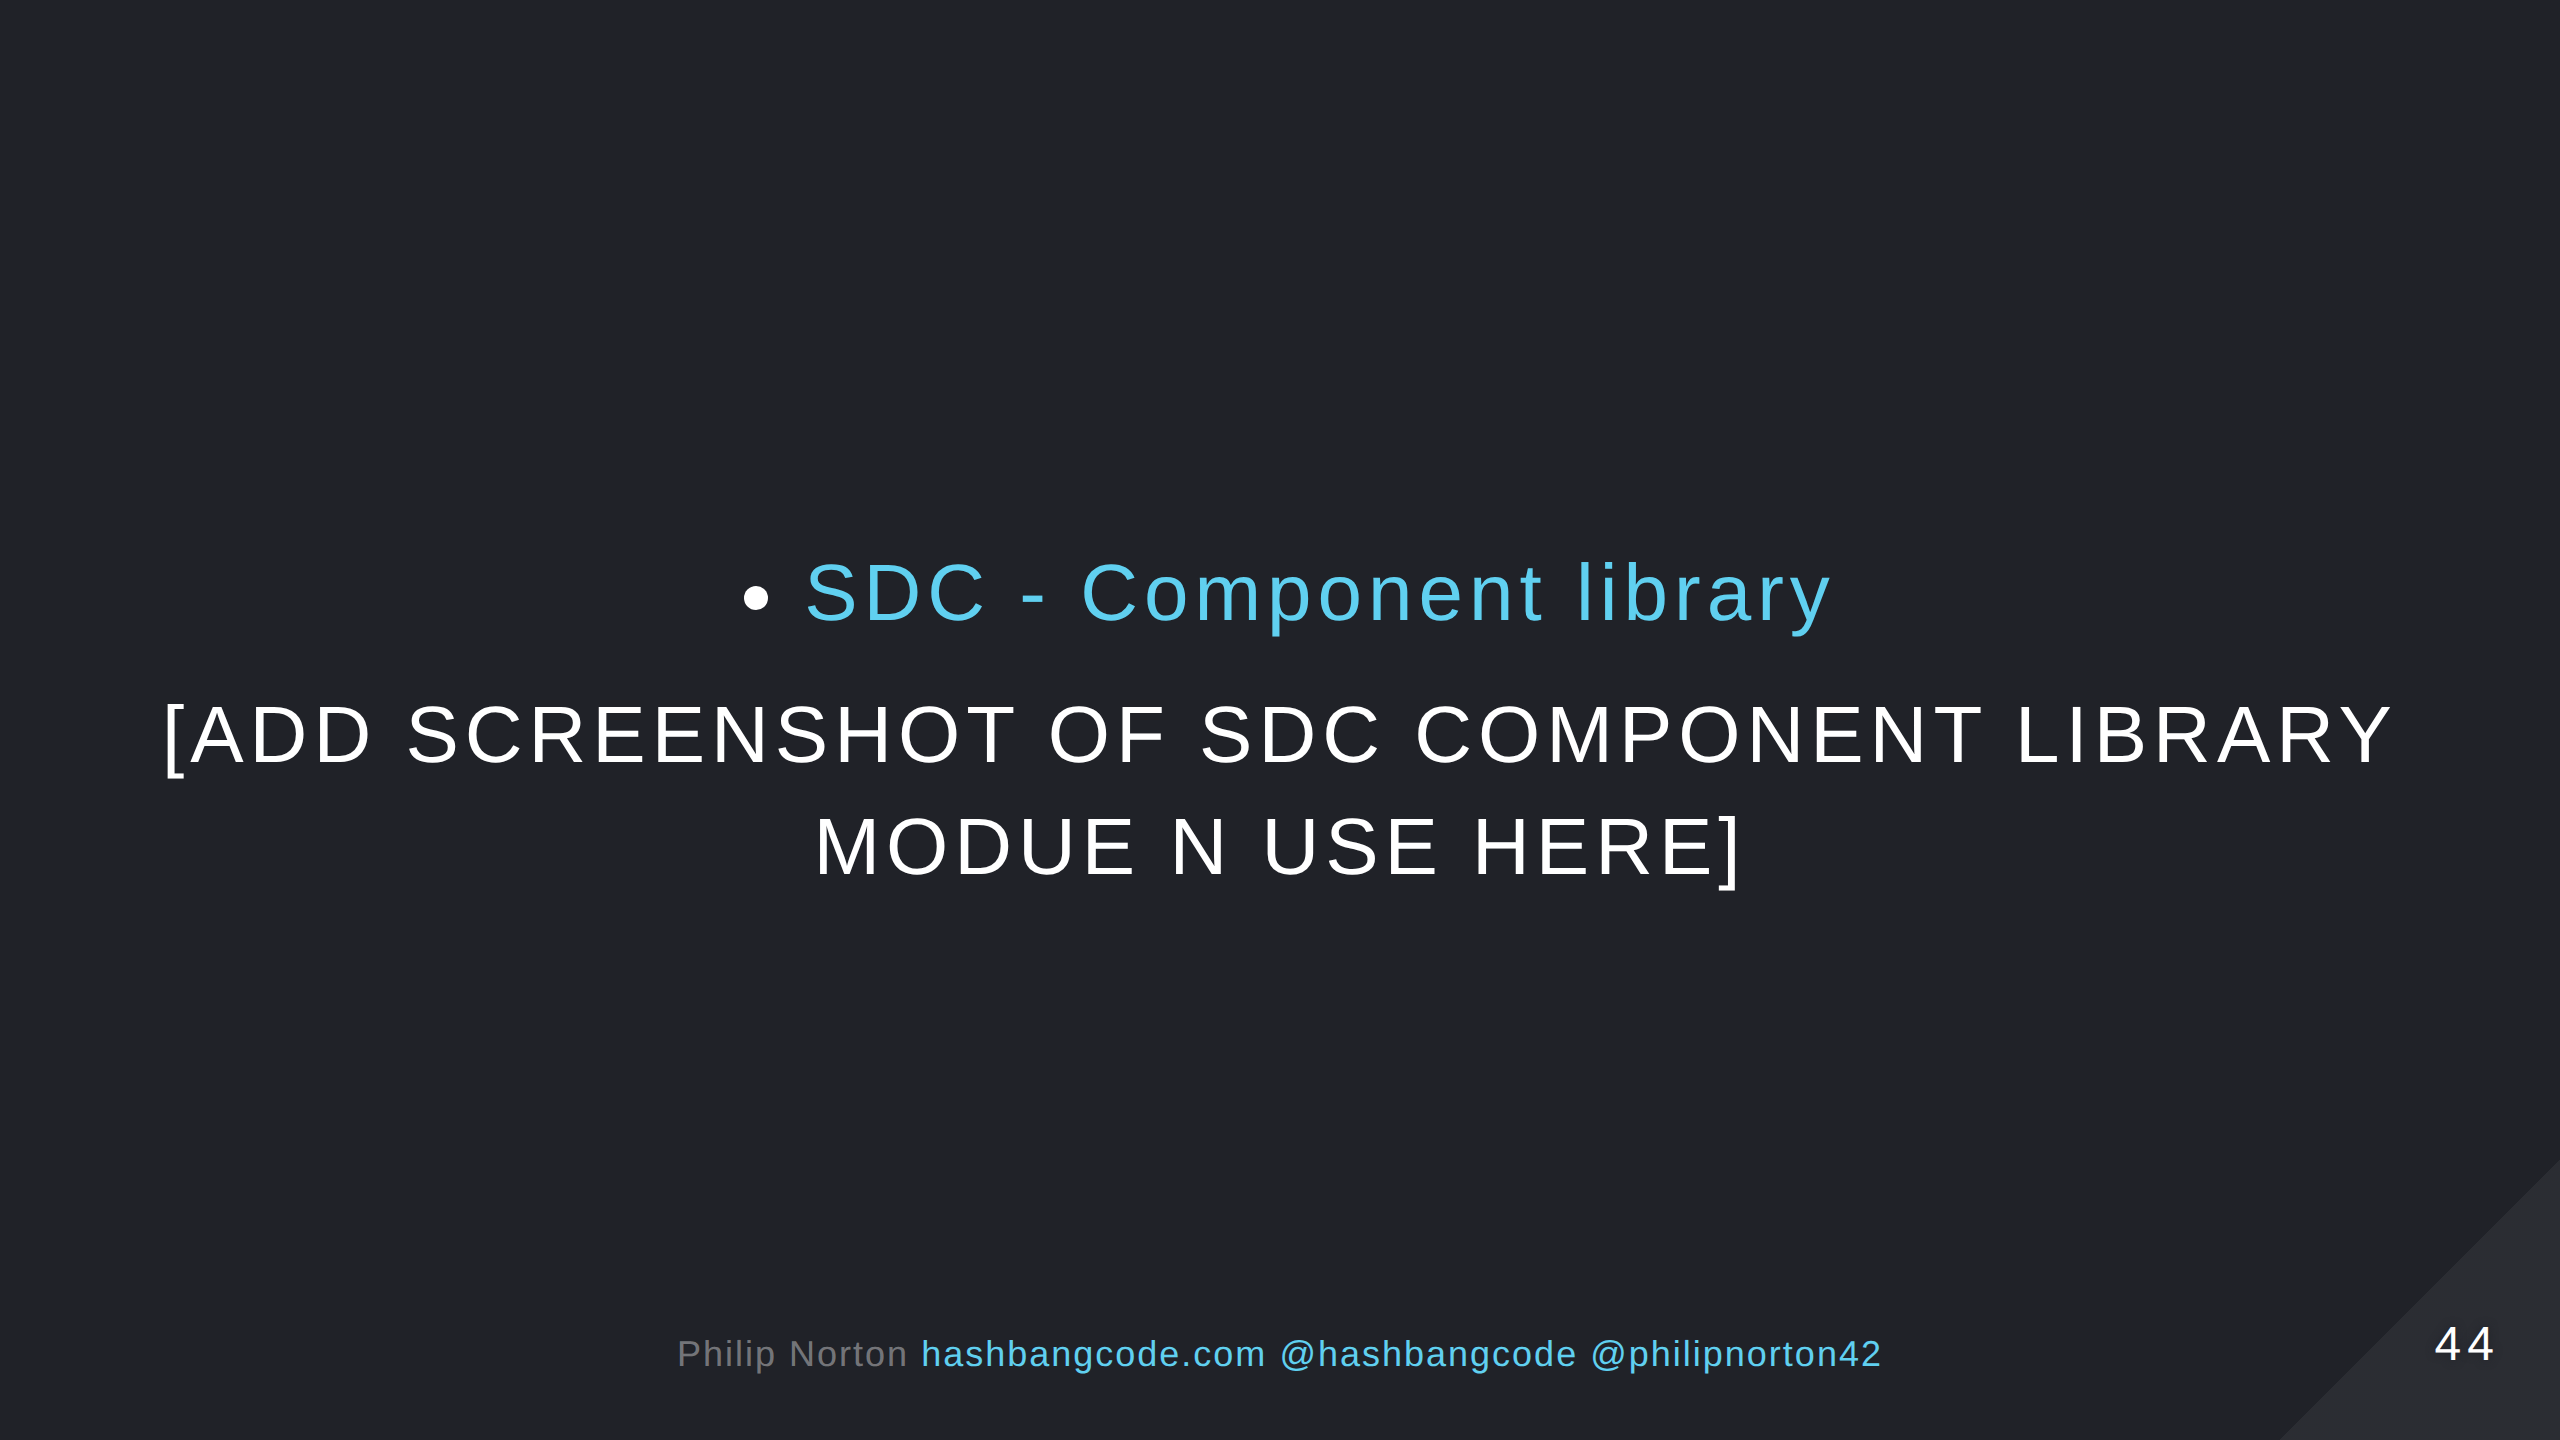 • SDC - Component library
[ADD SCREENSHOT OF SDC COMPONENT LIBRARY
MODUE N USE HERE]
Philip Norton hashbangcode.com @hashbangcode @philipnorton42
44